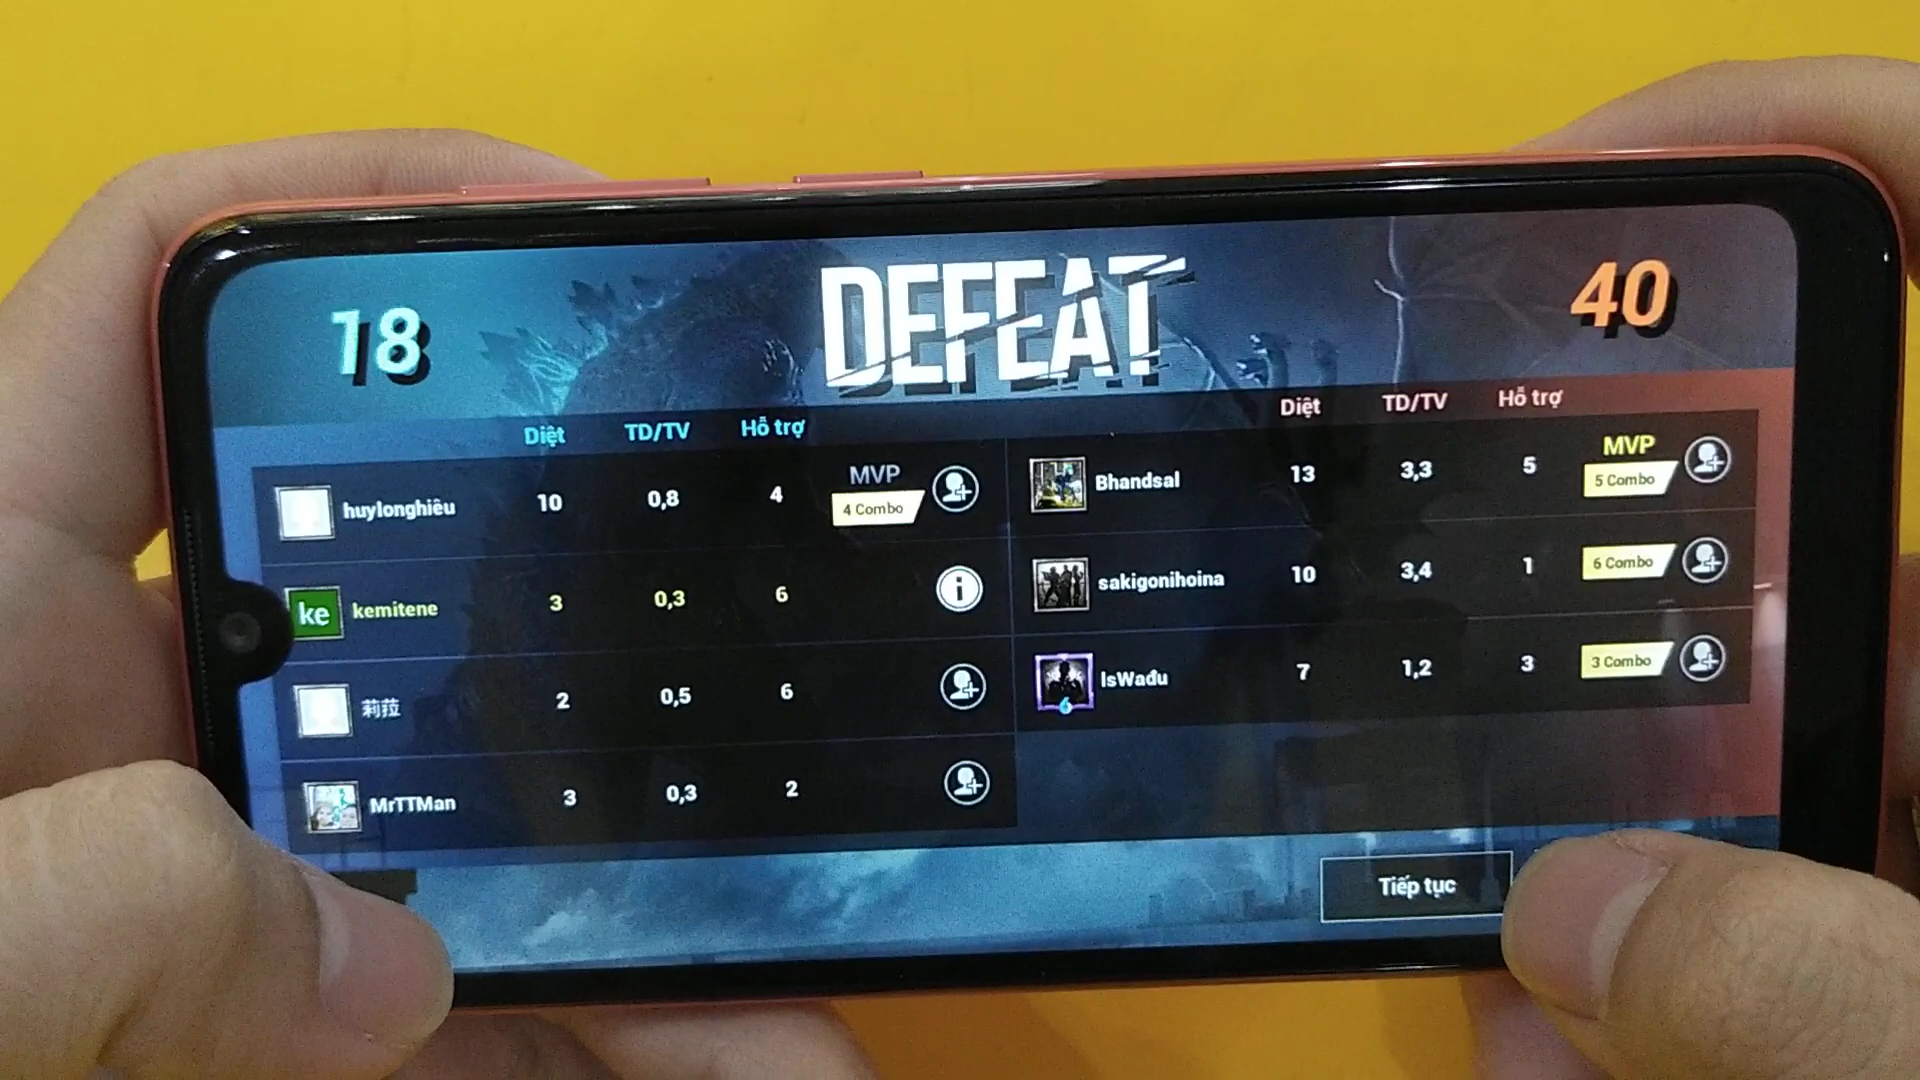 18
DEFEAT
40
Diệt TD/TV Hỗ trợ
huylonghiêu 10 0,8 4 MVP 4 Combo
ke kemitene 3 0,3 6
莉菈 2 0,5 6
MrTTMan 3 0,3 2
Diệt TD/TV Hỗ trợ
Bhandsal 13 3,3 5 MVP 5 Combo
sakigonihoina 10 3,4 1 6 Combo
IsWađu 7 1,2 3 3 Combo
6
Tiếp tục